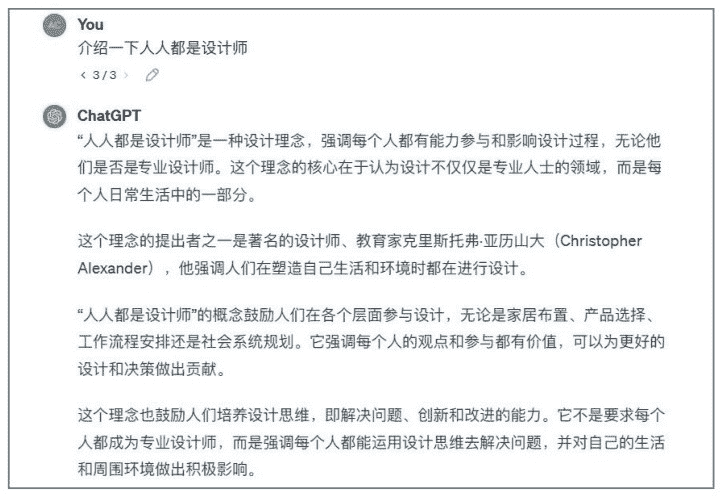 You
介绍一下人人都是设计师
< 3/3 >
ChatGPT
“人人都是设计师”是一种设计理念，强调每个人都有能力参与和影响设计过程，无论他
们是否是专业设计师。这个理念的核心在于认为设计不仅仅是专业人士的领域，而是每
个人日常生活中的一部分。
这个理念的提出者之一是著名的设计师、教育家克里斯托弗·亚历山大（Christopher
Alexander），他强调人们在塑造自己生活和环境时都在进行设计。
“人人都是设计师”的概念鼓励人们在各个层面参与设计，无论是家居布置、产品选择、
工作流程安排还是社会系统规划。它强调每个人的观点和参与都有价值，可以为更好的
设计和决策做出贡献。
这个理念也鼓励人们培养设计思维，即解决问题、创新和改进的能力。它不是要求每个
人都成为专业设计师，而是强调每个人都能运用设计思维去解决问题，并对自己的生活
和周围环境做出积极影响。